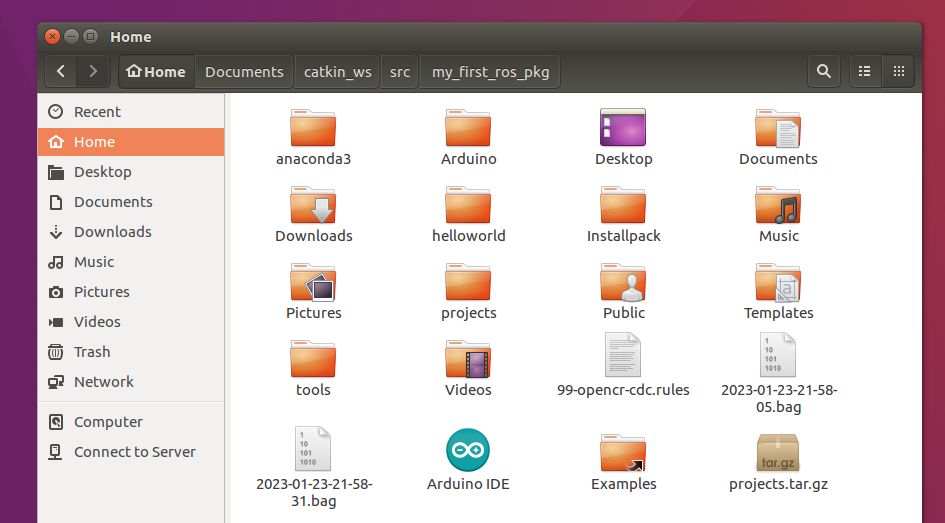 Home
Home Documents catkin_ws src my_first_ros_pkg
Recent
Home
Desktop
Documents
Downloads
Music
Pictures
Videos
Trash
Network
Computer
Connect to Server
anaconda3 Arduino Desktop Documents
Downloads helloworld Installpack Music
Pictures projects Public Templates
tools Videos 99-opencr-cdc.rules 2023-01-23-21-58-
05.bag
2023-01-23-21-58- Arduino IDE Examples projects.tar.gz
31.bag